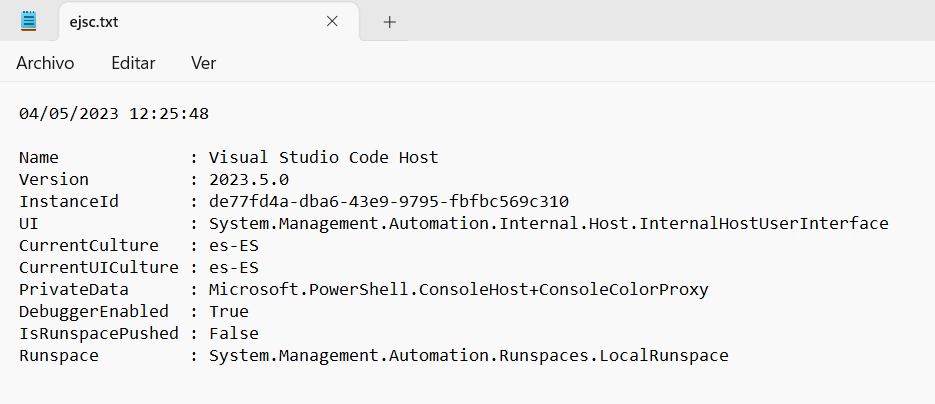 ejsc.txt
Archivo Editar Ver
04/05/2023 12:25:48
Name : Visual Studio Code Host
Version : 2023.5.0
InstanceId : de77fd4a-dba6-43e9-9795-fbfbc569c310
UI : System.Management.Automation.Internal.Host.InternalHostUserInterface
CurrentCulture : es-ES
CurrentUICulture : es-ES
PrivateData : Microsoft.PowerShell.ConsoleHost+ConsoleColorProxy
DebuggerEnabled : True
IsRunspacePushed : False
Runspace : System.Management.Automation.Runspaces.LocalRunspace